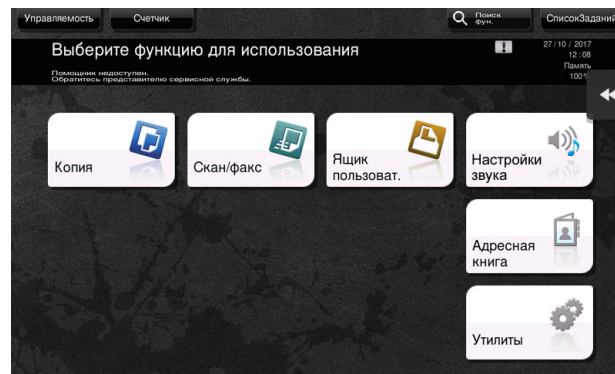 Управляемость
Счетчик
Поиск
фун.
СписокЗаданий
Выберите функцию для использования
27/10 / 2017
12:08
Помощник недоступен.
Обратитесь представителю сервисной службы.
Память
100%
Копия
Скан/факс
Ящик
пользоват.
Настройки
звука
Адресная
книга
Утилиты